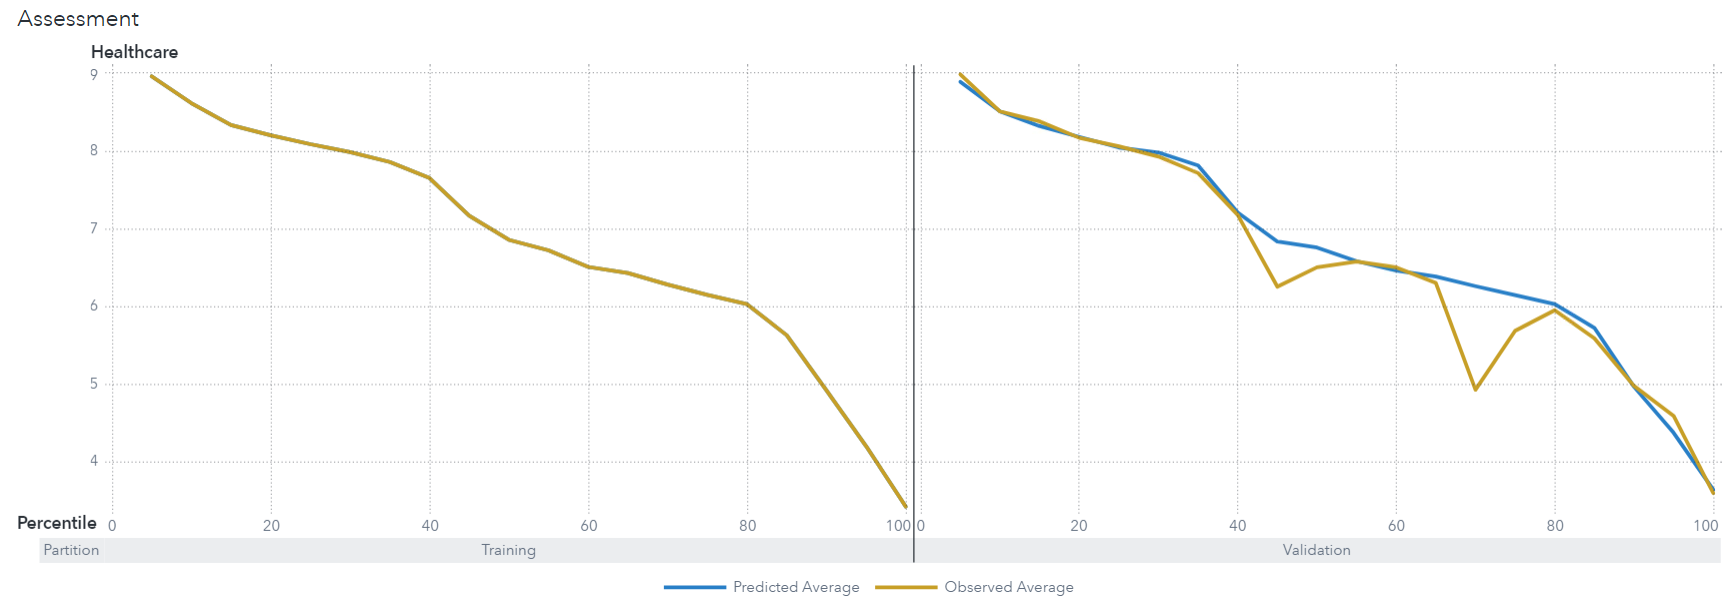 Assessment
Healthcare
9
8
7
6
5
4
Percentile 0 20 40 60 80 100 0 20 40 60 80 100
Partition Training Validation
Predicted Average Observed Average